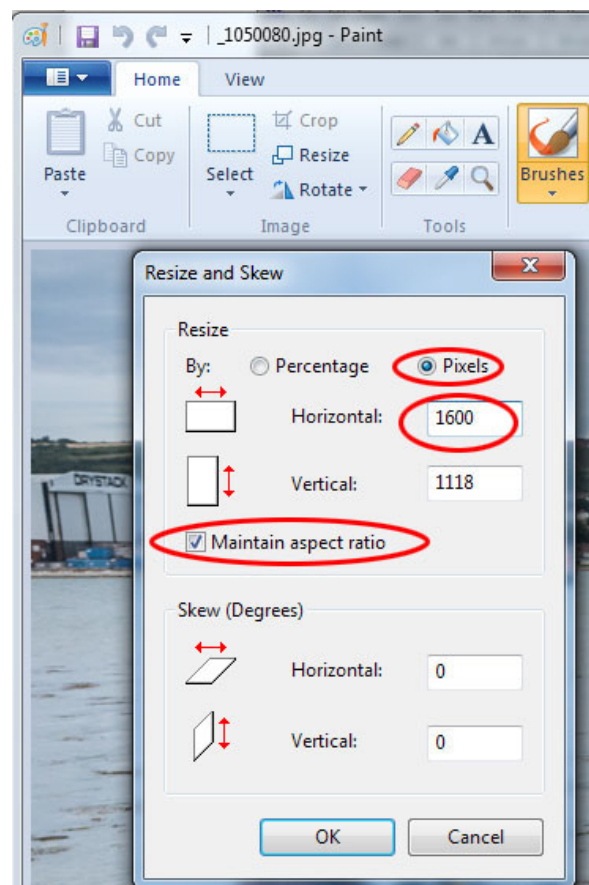 _1050080.jpg - Paint
Home View
Cut
Copy
Paste
Clipboard
Select
Crop
Resize
Rotate
Image
A
Tools
Brushes
Resize and Skew
Resize
By: Percentage Pixels
Horizontal: 1600
Vertical: 1118
Maintain aspect ratio
Skew (Degrees)
Horizontal: 0
Vertical: 0
OK Cancel
DRYSTACK